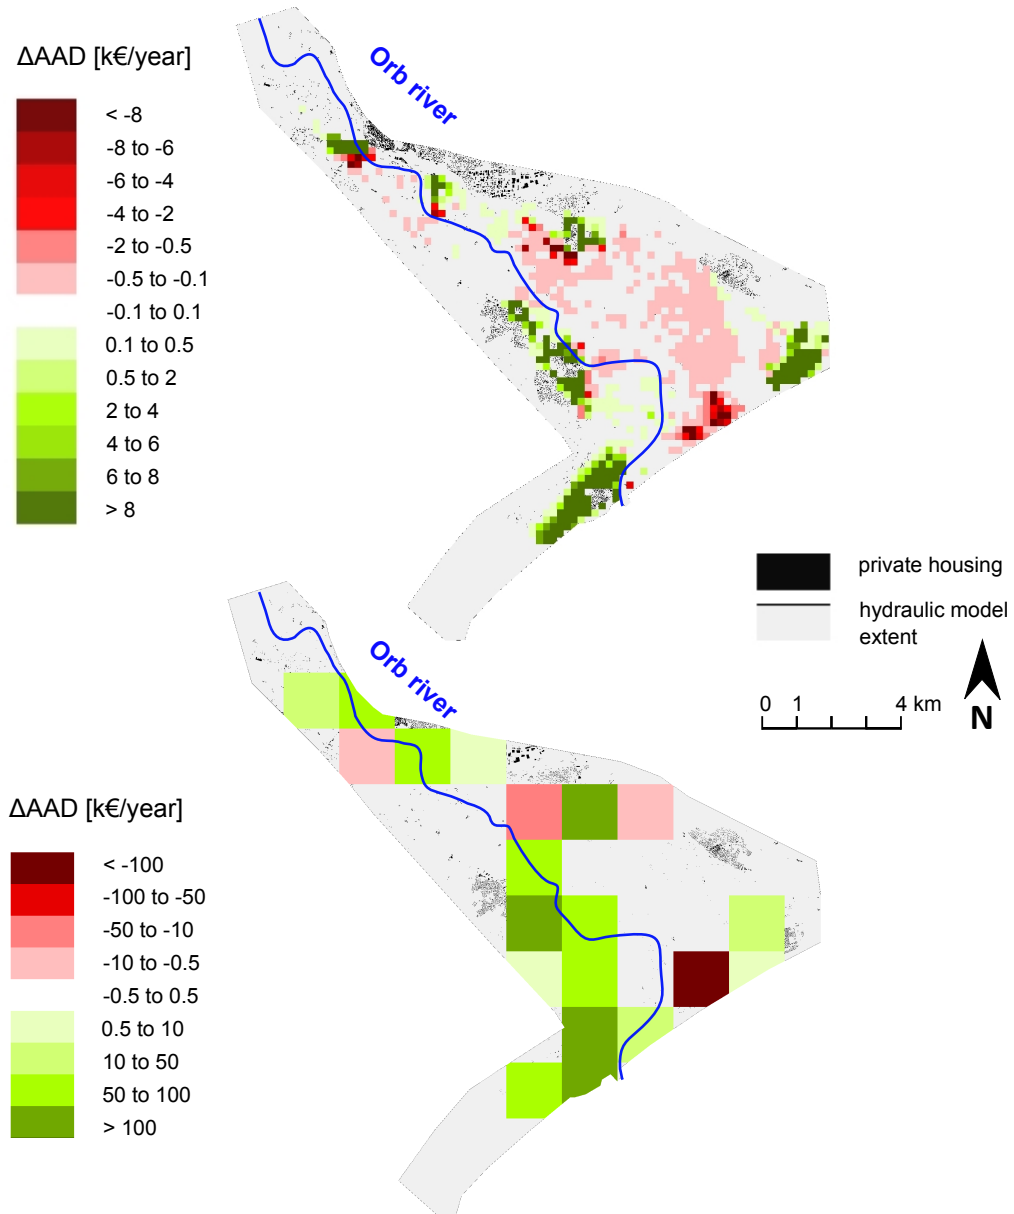 ΔAAD [k€/year]
< -8
-8 to -6
-6 to -4
-4 to -2
-2 to -0.5
-0.5 to -0.1
-0.1 to 0.1
0.1 to 0.5
0.5 to 2
2 to 4
4 to 6
6 to 8
> 8
Orb river
private housing
hydraulic model
extent
0 1 4 km
N
Orb river
ΔAAD [k€/year]
< -100
-100 to -50
-50 to -10
-10 to -0.5
-0.5 to 0.5
0.5 to 10
10 to 50
50 to 100
> 100